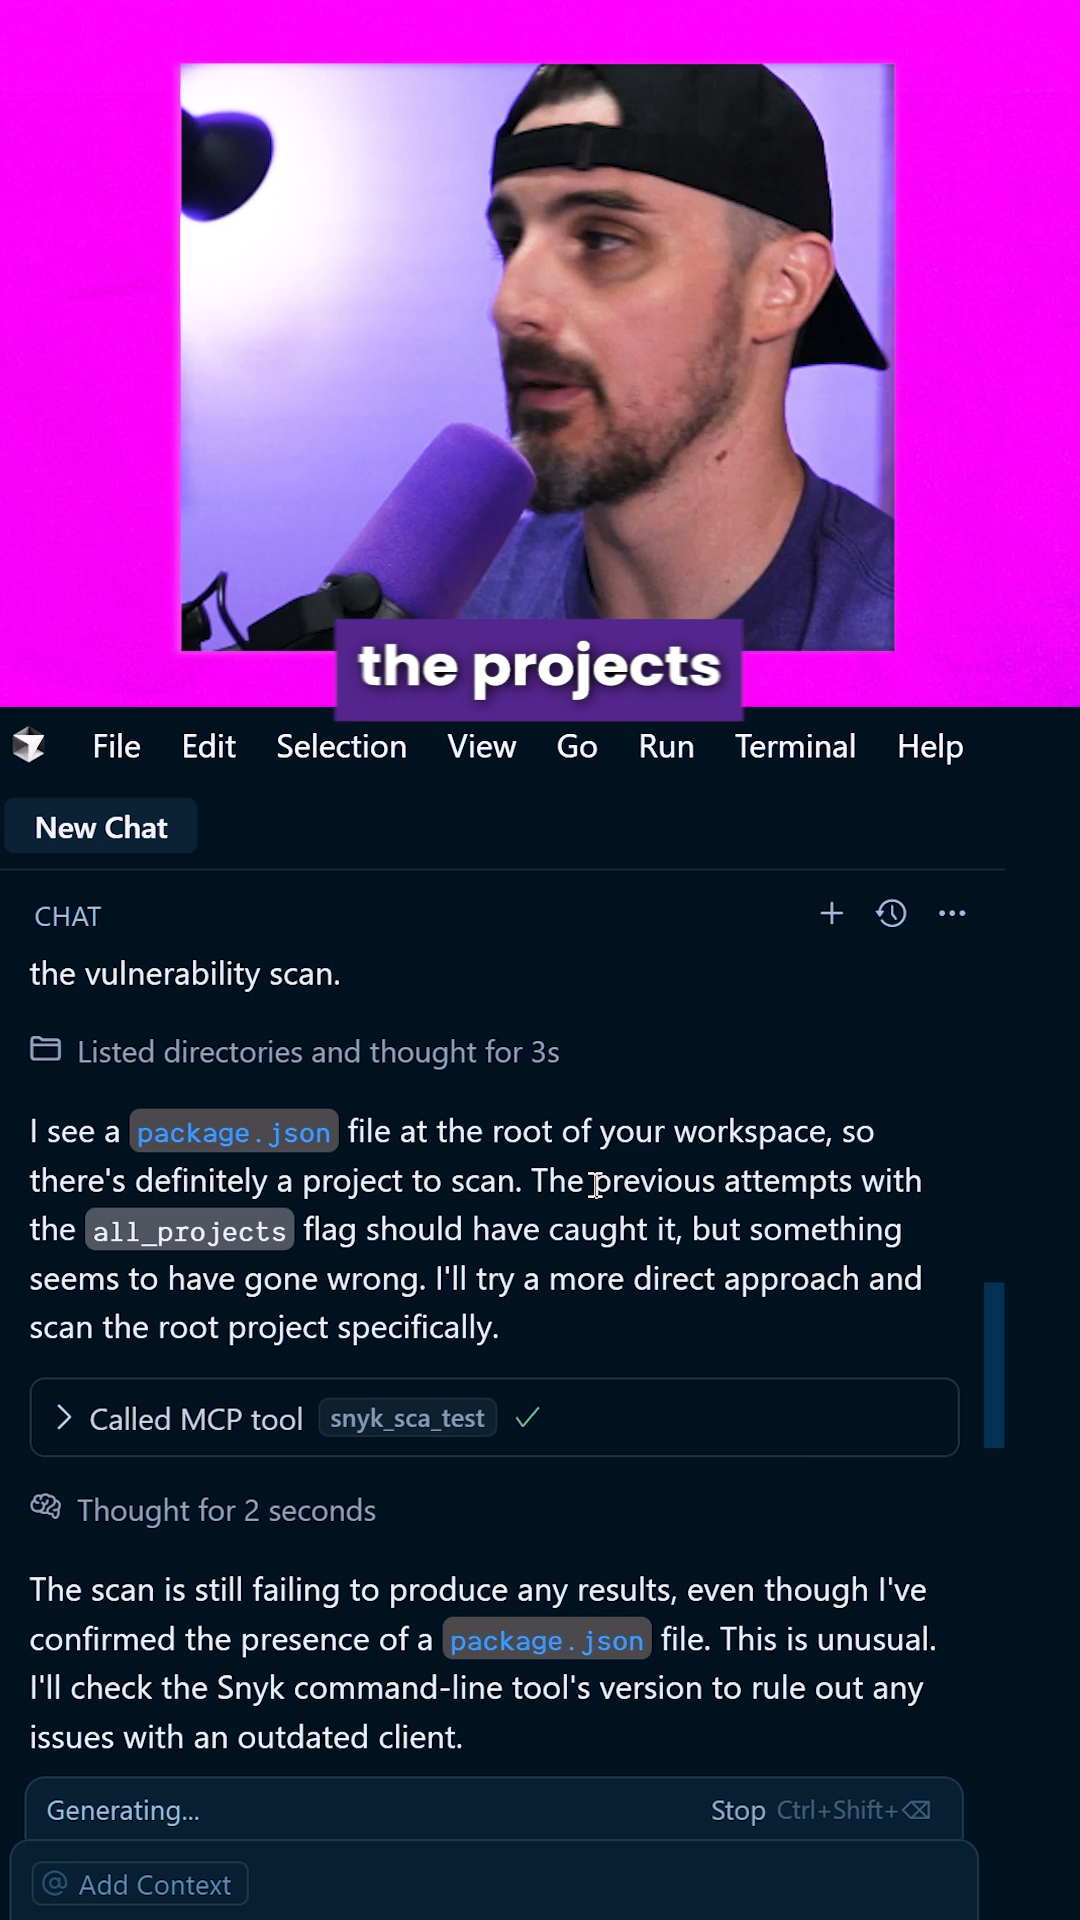 the projects
File Edit Selection View Go Run Terminal Help
New Chat
CHAT
the vulnerability scan.
Listed directories and thought for 3s
I see a package.json file at the root of your workspace, so
there's definitely a project to scan. The previous attempts with
the all_projects flag should have caught it, but something
seems to have gone wrong. I'll try a more direct approach and
scan the root project specifically.
Called MCP tool snyk_sca_test
Thought for 2 seconds
The scan is still failing to produce any results, even though I've
confirmed the presence of a package.json file. This is unusual.
I'll check the Snyk command-line tool's version to rule out any
issues with an outdated client.
Generating... Stop Ctrl+Shift+⌫
@ Add Context